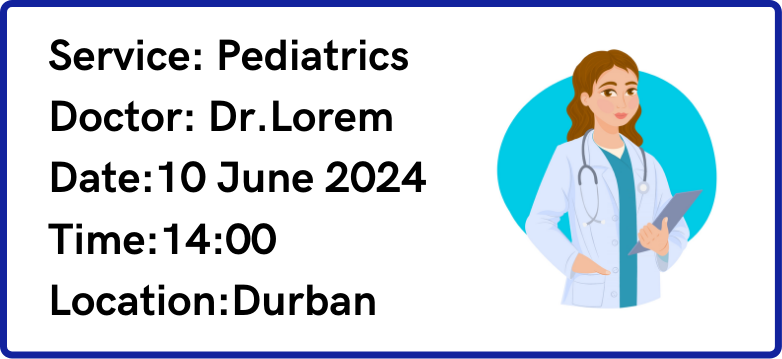 Service: Pediatrics
Doctor: Dr.Lorem
Date:10 June 2024
Time:14:00
Location:Durban